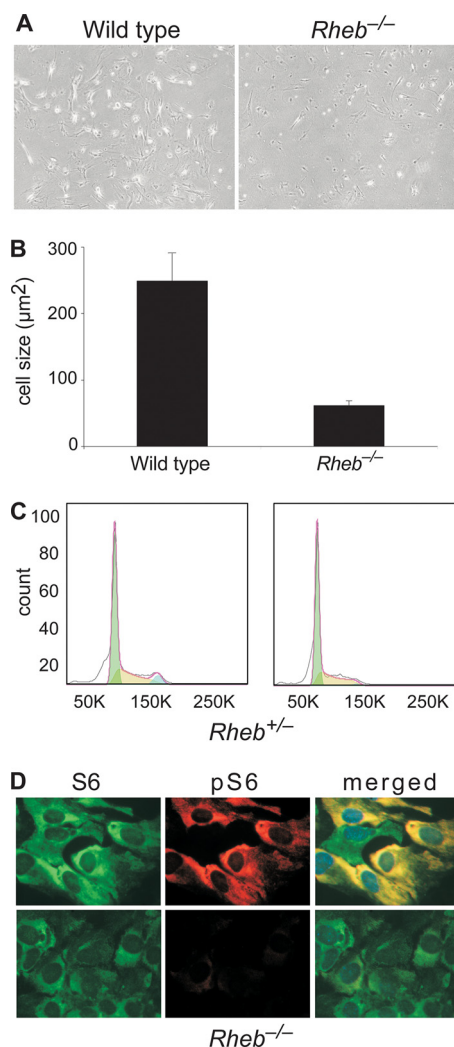 A
Wild type Rheb–/–
B
cell size (µm2)
300
200
100
0
Wild type Rheb–/–
C
count
100
80
60
40
20
50K 150K 250K 50K 150K 250K
Rheb+/–
D
S6 pS6 merged
Rheb–/–